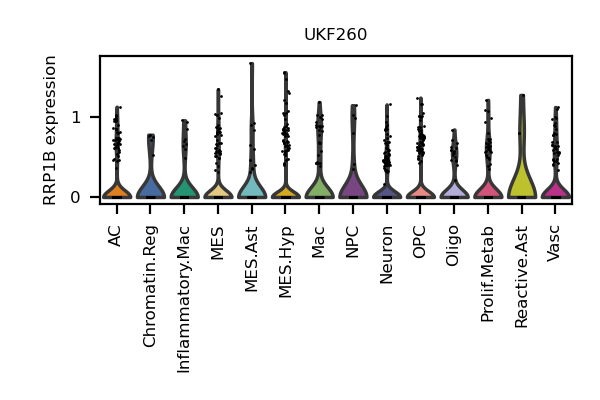 UKF260
RRP1B expression
1
0
AC
Chromatin.Reg
Inflammatory.Mac
MES
MES.Ast
MES.Hyp
Mac
NPC
Neuron
OPC
Oligo
Prolif.Metab
Reactive.Ast
Vasc